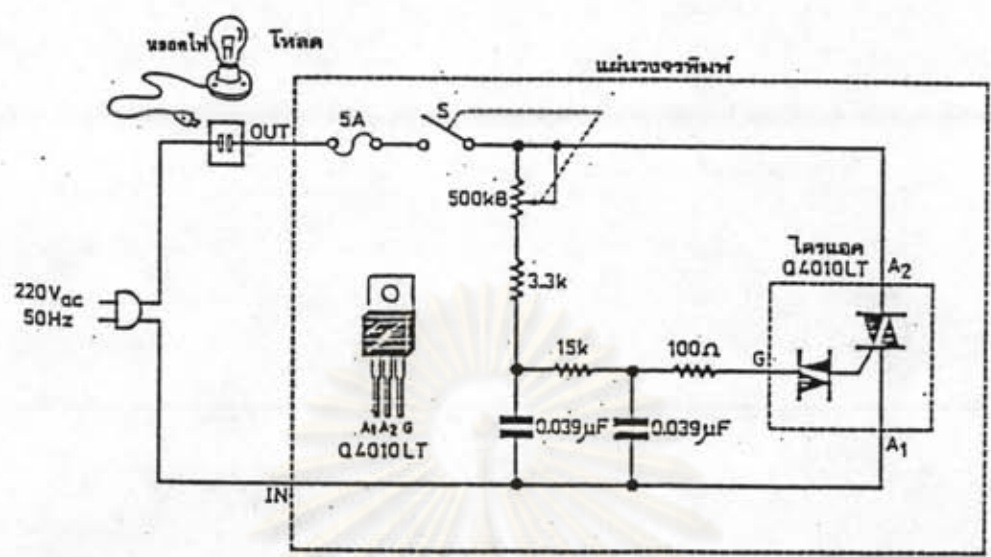 หลอดไฟ
โหลด
แผ่นวงจรพิมพ์
OUT
5A
S
500kB
3.3k
220Vac
50Hz
ไตรแอค
Q4010LT
A2
15k
100Ω
G
0.039µF
0.039µF
A1 A2 G
Q4010LT
A1
IN